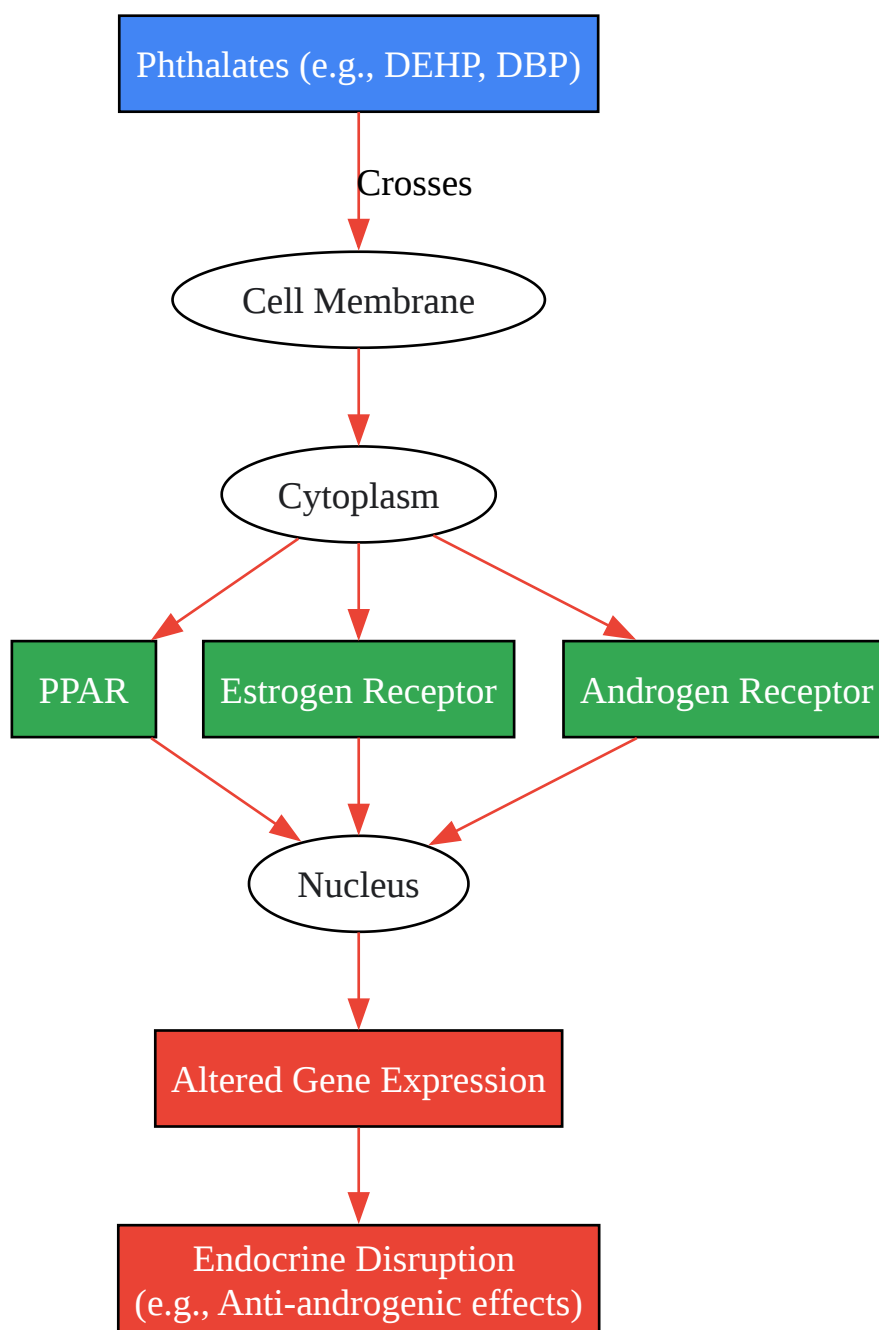 Phthalates (e.g., DEHP, DBP)
Crosses
Cell Membrane
Cytoplasm
PPAR
Estrogen Receptor
Androgen Receptor
Nucleus
Altered Gene Expression
Endocrine Disruption
(e.g., Anti-androgenic effects)